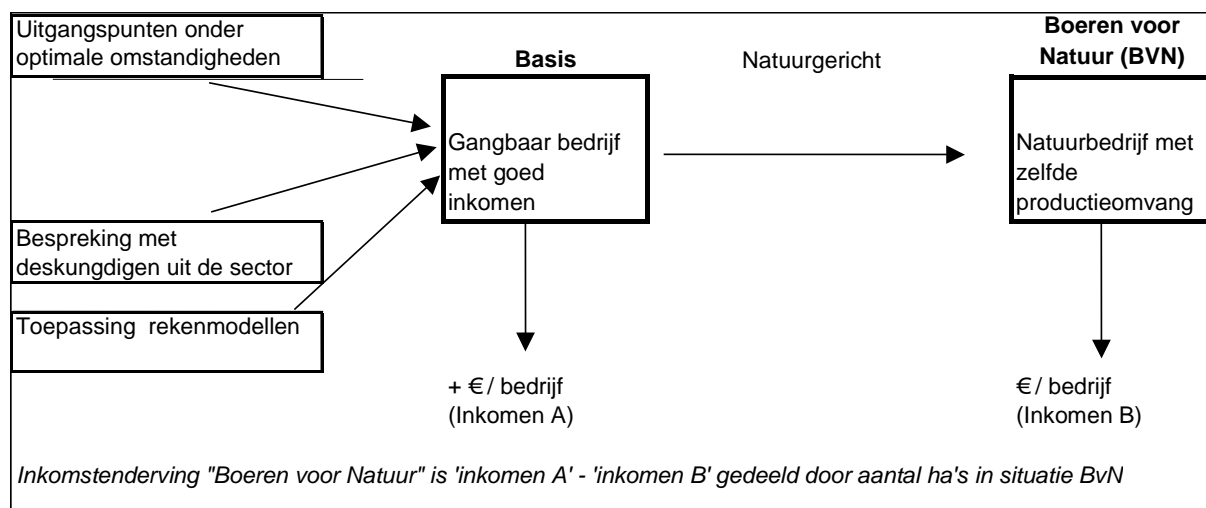 Uitgangspunten onder
optimale omstandigheden
Basis
Natuurgericht
Boeren voor
Natuur (BVN)
Gangbaar bedrijf
met goed
inkomen
Natuurbedrijf met
zelfde
productieomvang
Bespreking met
deskungdigen uit de sector
Toepassing rekenmodellen
+ €/ bedrijf
(Inkomen A)
€/ bedrijf
(Inkomen B)
Inkomstenderving "Boeren voor Natuur" is 'inkomen A' - 'inkomen B' gedeeld door aantal ha's in situatie BvN